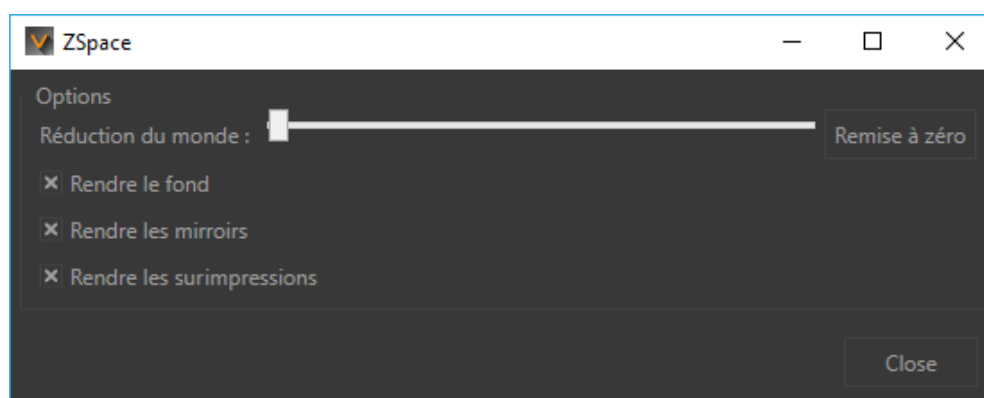 ZSpace
Options
Réduction du monde : Remise à zéro
Rendre le fond
Rendre les mirroirs
Rendre les surimpressions
Close